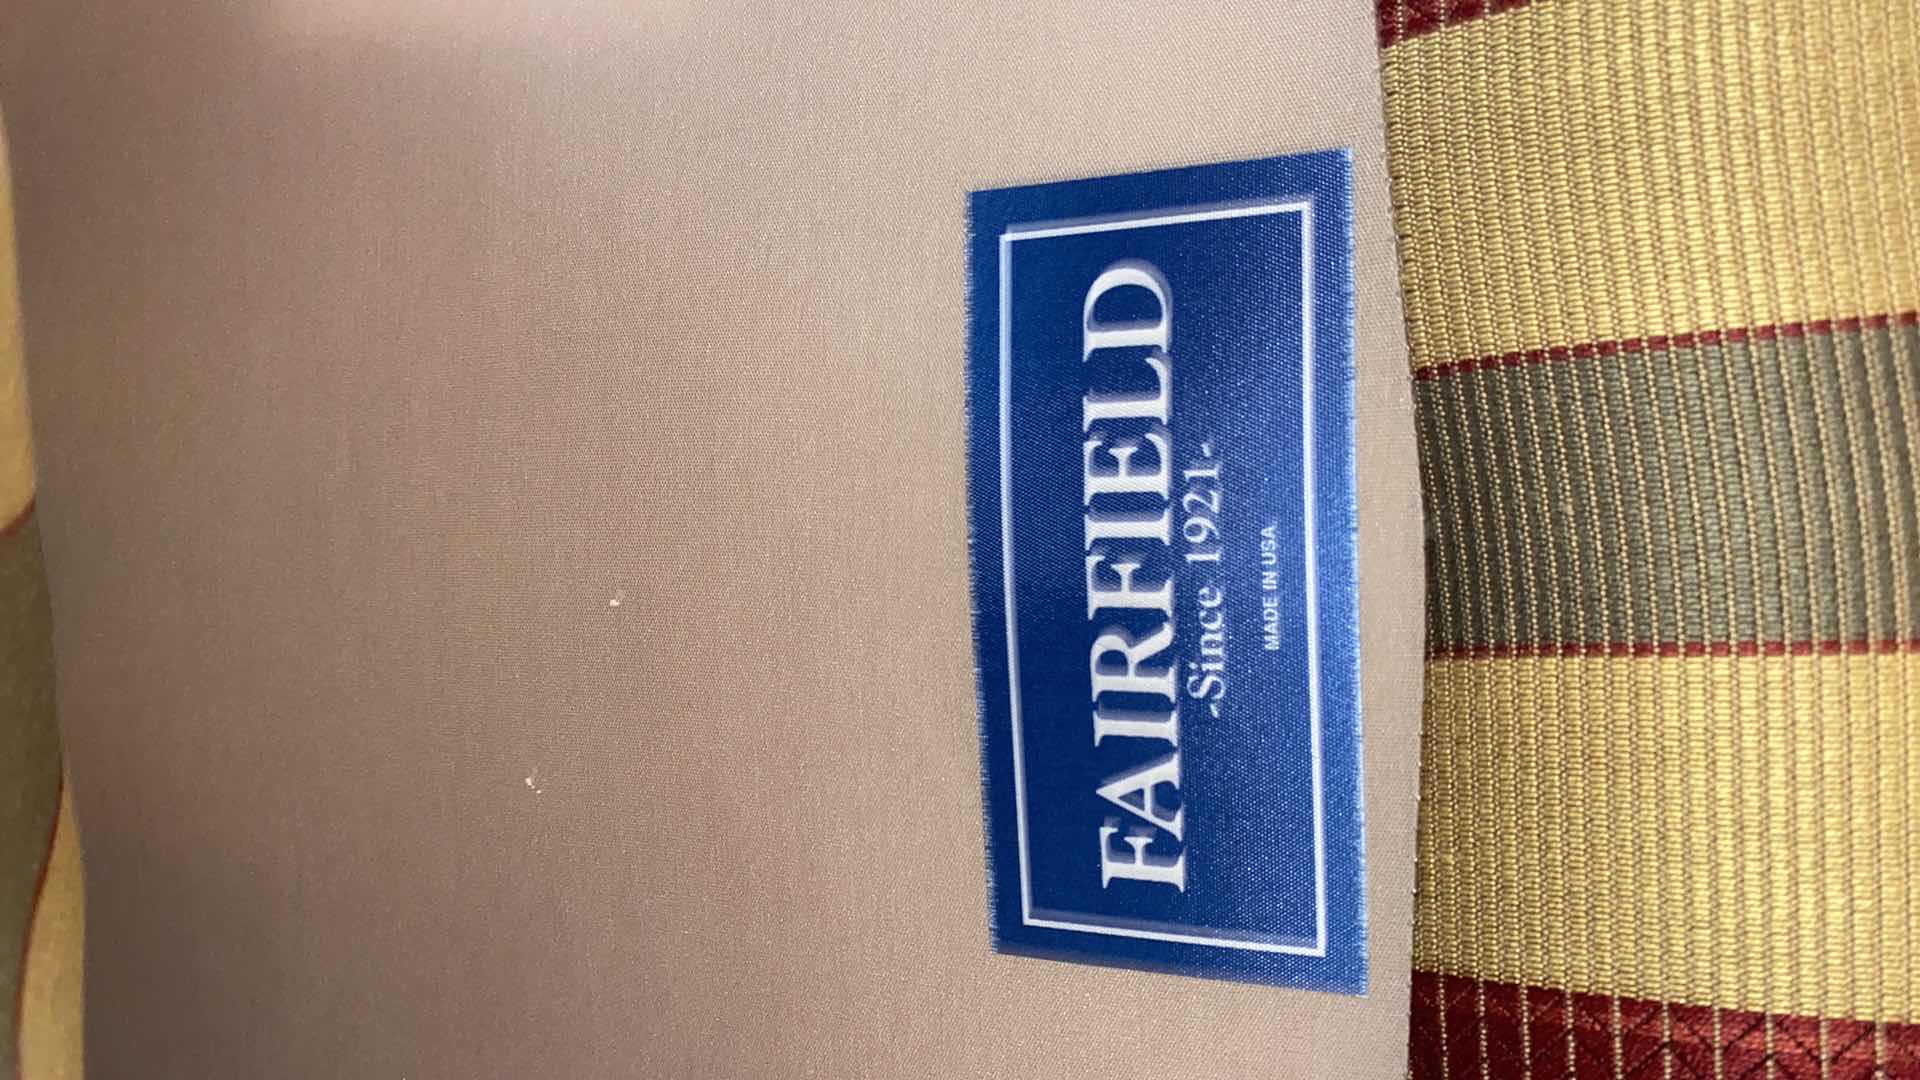 FAIRFIELD
-Since 1921-
MADE IN USA